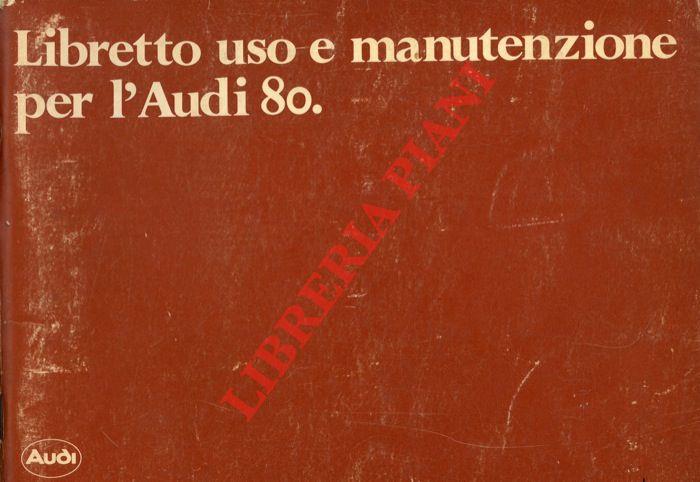 Libretto uso e manutenzione
per l'Audi 80.
LIBRERIA PIANI
Audi